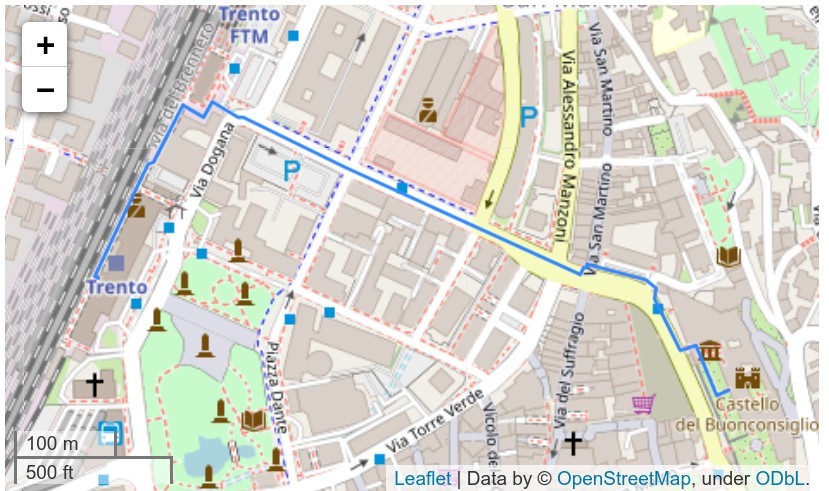 Trento
FTM
San Martino
+
−
Via del Brennero
Via San Martino
Via Alessandro Manzoni
P
P
Via Dogana
Via San Martino
Trento
Piazza Dante
Via del Suffragio
Via Torre Verde
Castello
del Buonconsiglio
100 m
500 ft
Leaflet | Data by © OpenStreetMap, under ODbL.